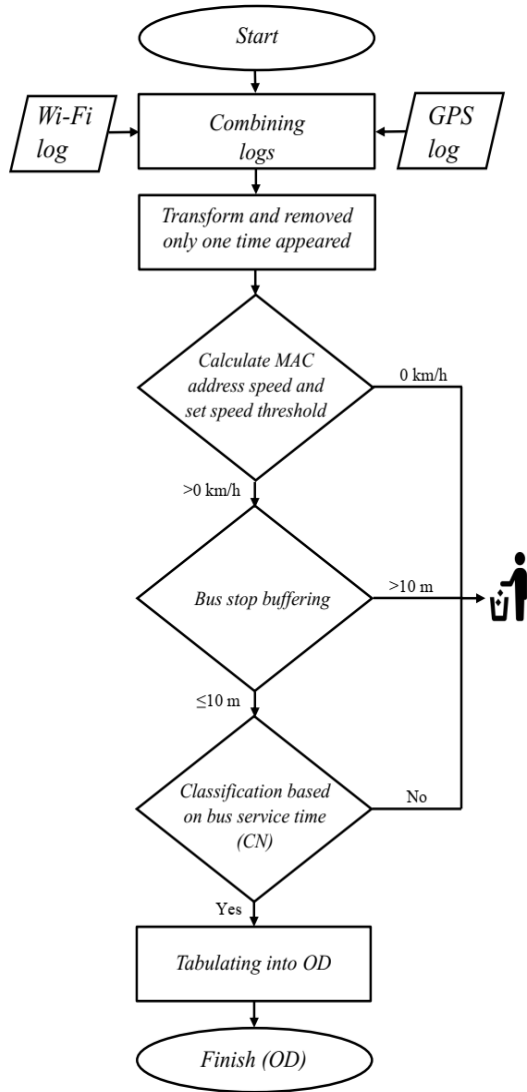 Start
Wi-Fi
log
Combining
logs
GPS
log
Transform and removed
only one time appeared
Calculate MAC
address speed and
set speed threshold
0 km/h
>0 km/h
Bus stop buffering
>10 m
≤10 m
Classification based
on bus service time
(CN)
No
Yes
Tabulating into OD
Finish (OD)